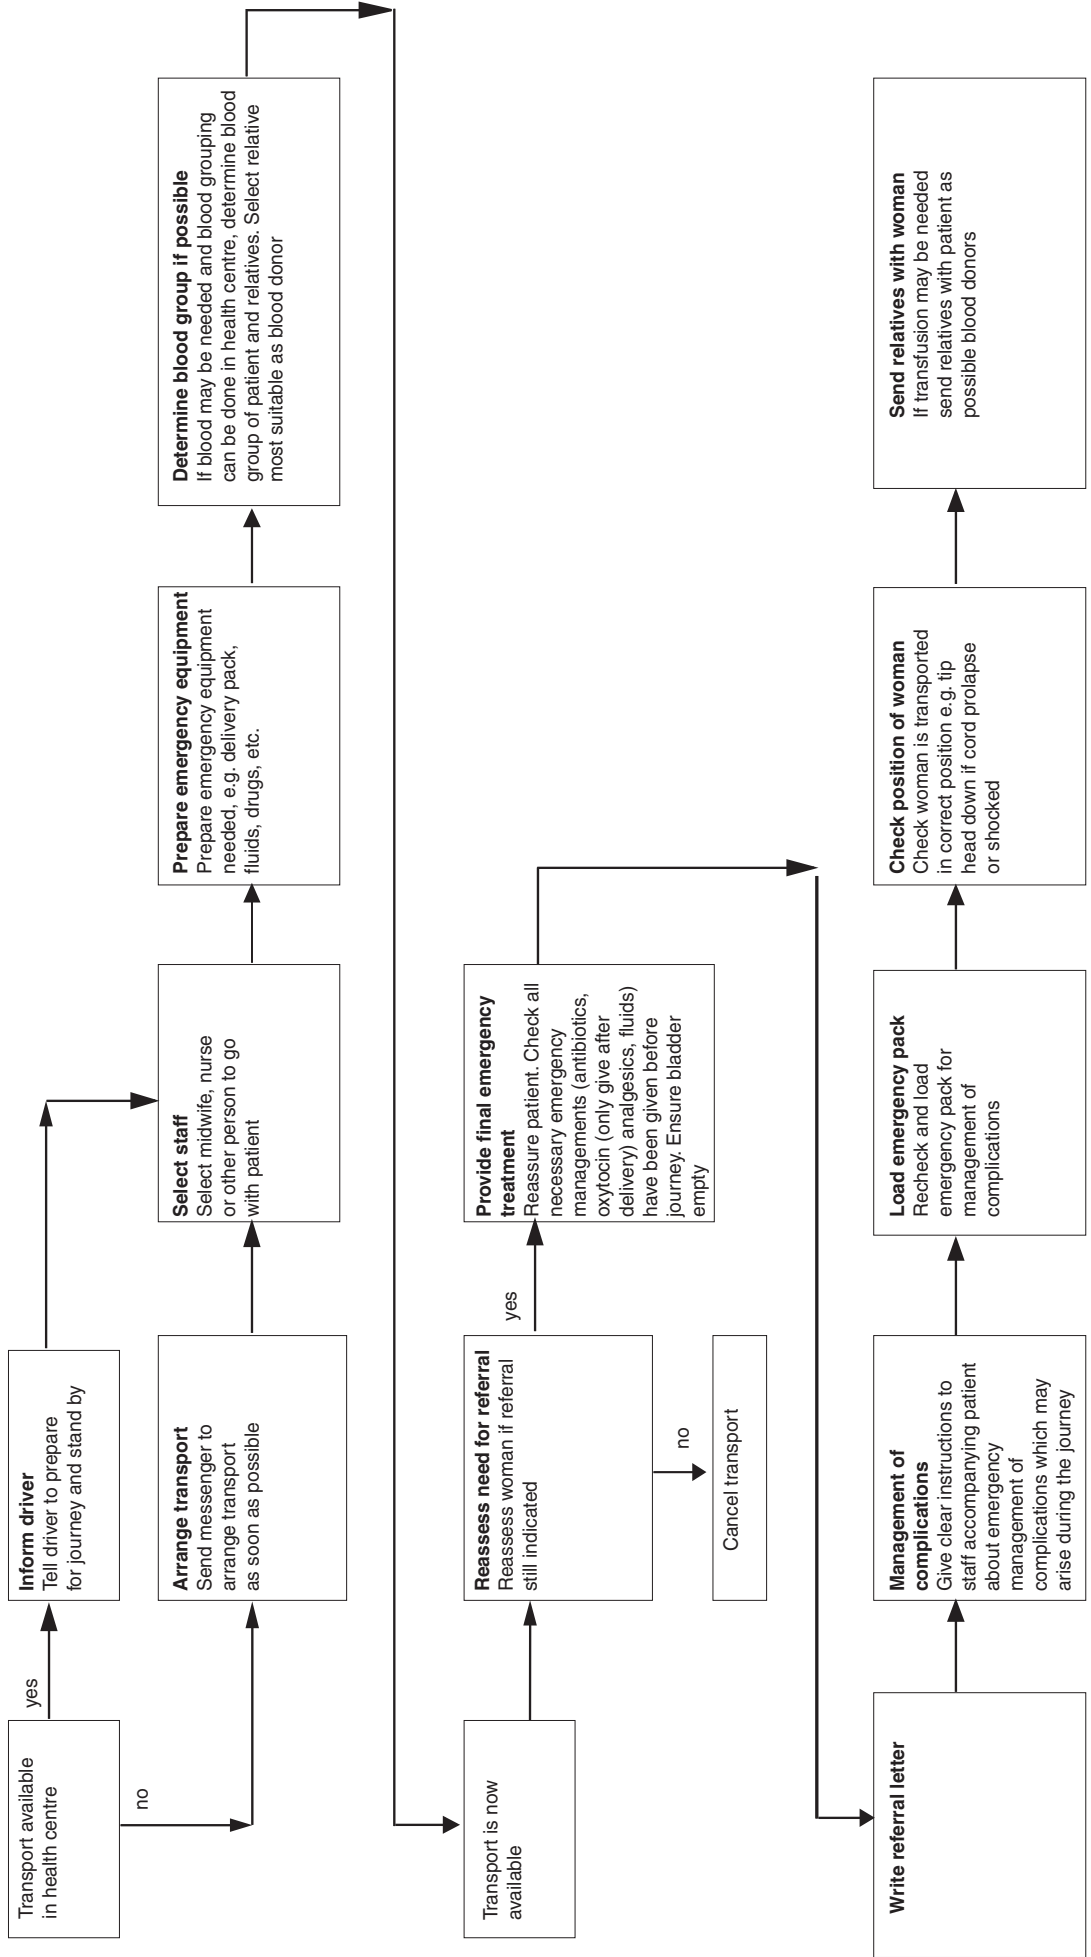 Transport available
in health centre
yes
Inform driver
Tell driver to prepare
for journey and stand by
no
Arrange transport
Send messenger to
arrange transport
as soon as possible
Select staff
Select midwife, nurse
or other person to go
with patient
Prepare emergency equipment
Prepare emergency equipment
needed, e.g. delivery pack,
fluids, drugs, etc.
Determine blood group if possible
If blood may be needed and blood grouping
can be done in health centre, determine blood
group of patient and relatives. Select relative
most suitable as blood donor
Transport is now
available
Reassess need for referral
Reassess woman if referral
still indicated
yes
Provide final emergency
treatment
Reassure patient. Check all
necessary emergency
managements (antibiotics,
oxytocin (only give after
delivery) analgesics, fluids)
have been given before
journey. Ensure bladder
empty
no
Cancel transport
Write referral letter
Management of
complications
Give clear instructions to
staff accompanying patient
about emergency
management of
complications which may
arise during the journey
Load emergency pack
Recheck and load
emergency pack for
management of
complications
Check position of woman
Check woman is transported
in correct position e.g. tip
head down if cord prolapse
or shocked
Send relatives with woman
If transfusion may be needed
send relatives with patient as
possible blood donors